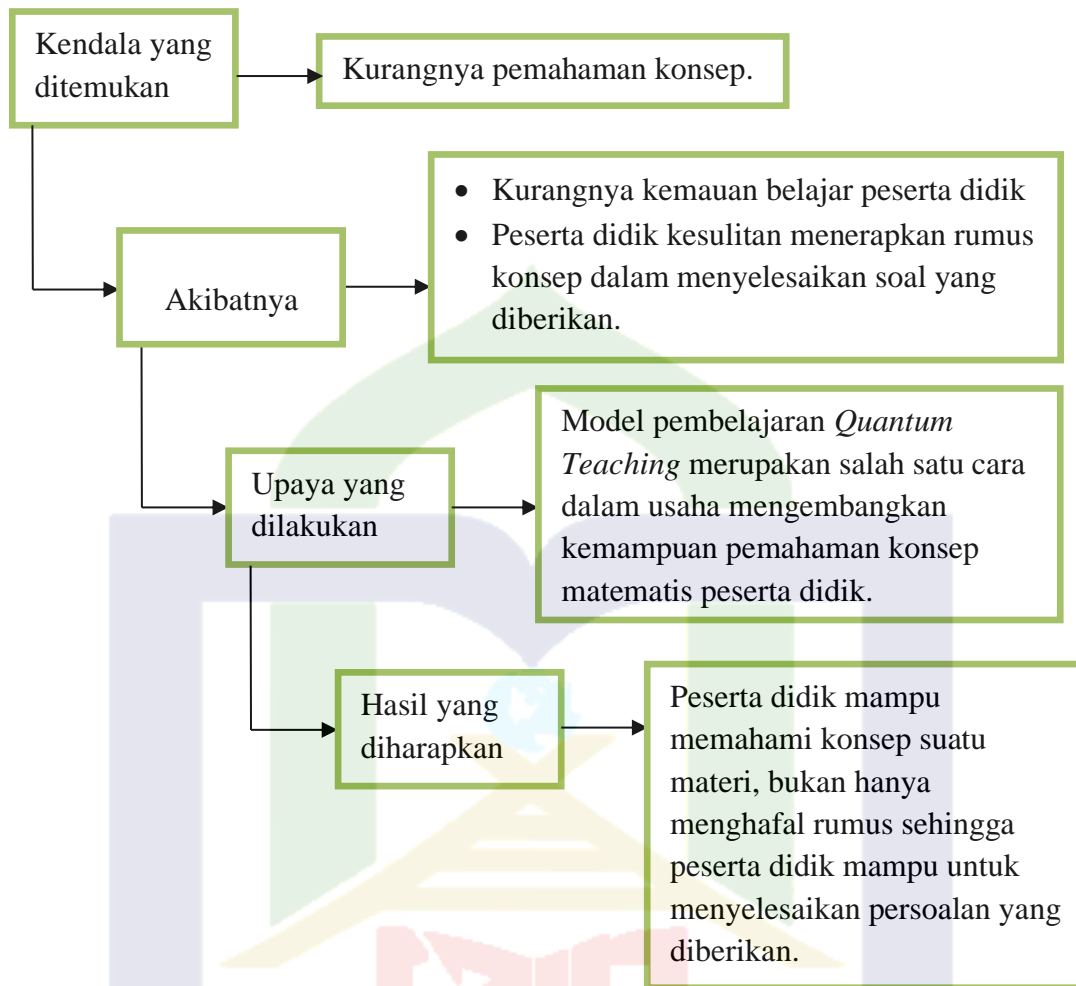 Kendala yang
ditemukan
Kurangnya pemahaman konsep.
Akibatnya
• Kurangnya kemauan belajar peserta didik
• Peserta didik kesulitan menerapkan rumus
konsep dalam menyelesaikan soal yang
diberikan.
Upaya yang
dilakukan
Model pembelajaran Quantum
Teaching merupakan salah satu cara
dalam usaha mengembangkan
kemampuan pemahaman konsep
matematis peserta didik.
Hasil yang
diharapkan
Peserta didik mampu
memahami konsep suatu
materi, bukan hanya
menghafal rumus sehingga
peserta didik mampu untuk
menyelesaikan persoalan yang
diberikan.